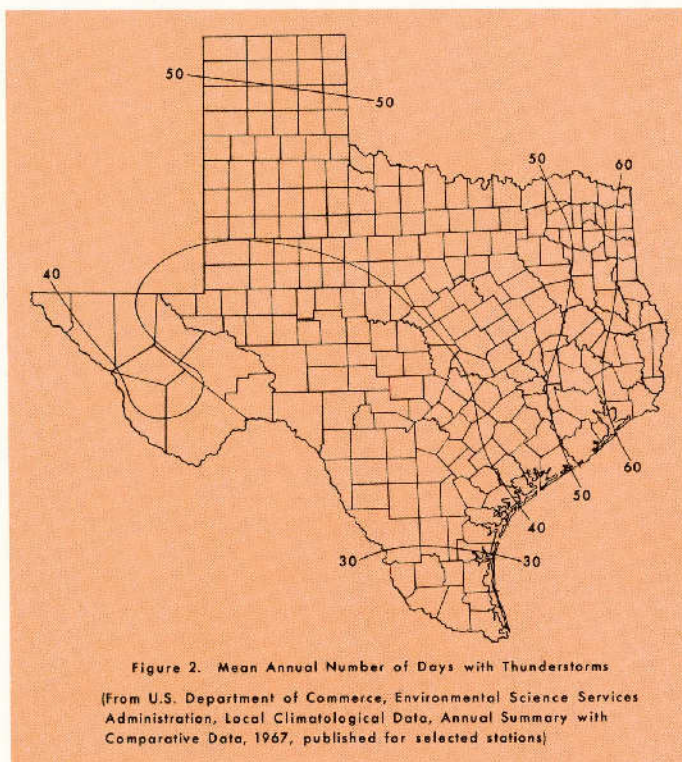 50
50
50
60
40
60
50
40
30
30
Figure 2. Mean Annual Number of Days with Thunderstorms
(From U.S. Department of Commerce, Environmental Science Services
Administration, Local Climatological Data, Annual Summary with
Comparative Data, 1967, published for selected stations)